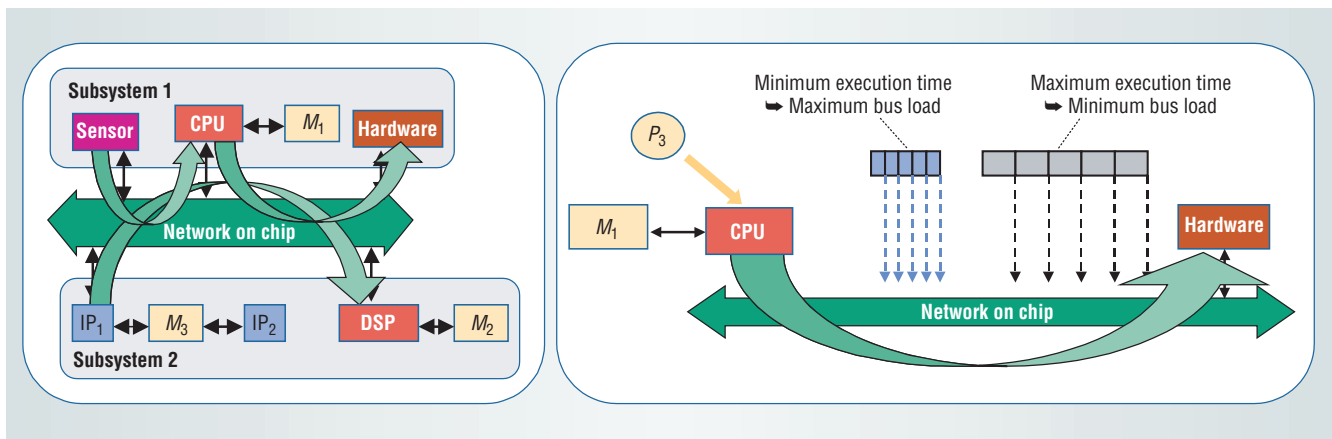 Subsystem 1
Sensor
CPU
M1
Hardware
Network on chip
IP1
M3
IP2
DSP
M2
Subsystem 2
Minimum execution time
➥ Maximum bus load
Maximum execution time
➥ Minimum bus load
P3
M1
CPU
Hardware
Network on chip